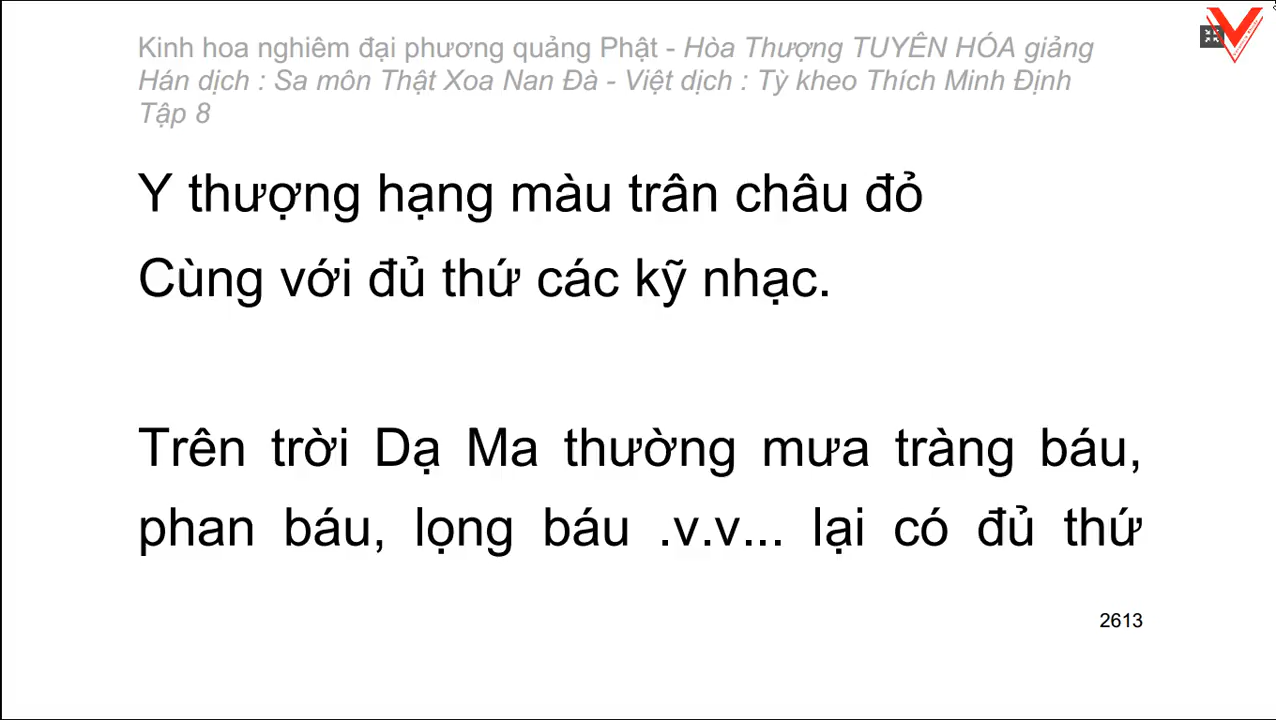 Kinh hoa nghiêm đại phương quảng Phật - Hòa Thượng TUYÊN HÓA giảng
Hán dịch : Sa môn Thật Xoa Nan Đà - Việt dịch : Tỳ kheo Thích Minh Định
Tập 8
Y thượng hạng màu trân châu đỏ
Cùng với đủ thứ các kỹ nhạc.
Trên trời Dạ Ma thường mưa tràng báu,
phan báu, lọng báu .v.v... lại có đủ thứ
2613